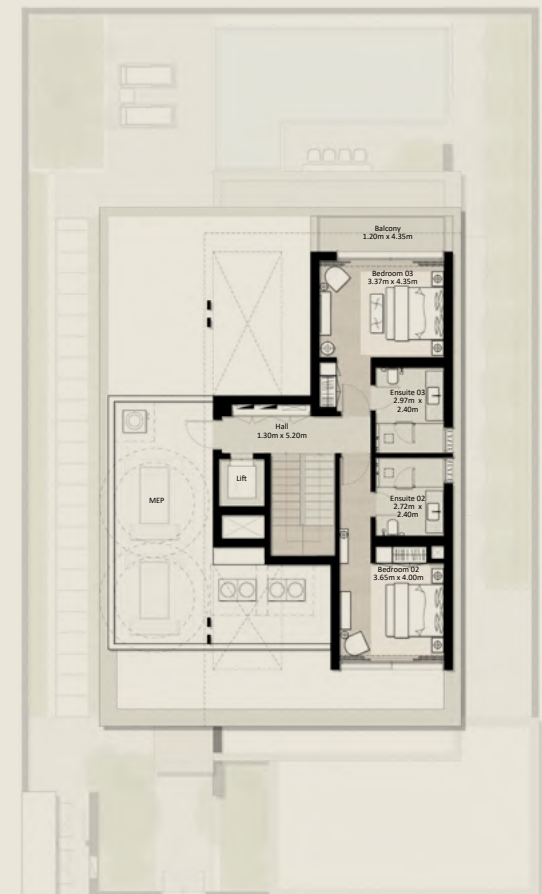 Balcony
1.20m x 4.35m
Bedroom 03
3.37m x 4.35m
Ensuite 03
2.97m x
2.40m
Hall
1.30m x 5.20m
Lift
MEP
Ensuite 02
2.72m x
2.40m
Bedroom 02
3.65m x 4.00m